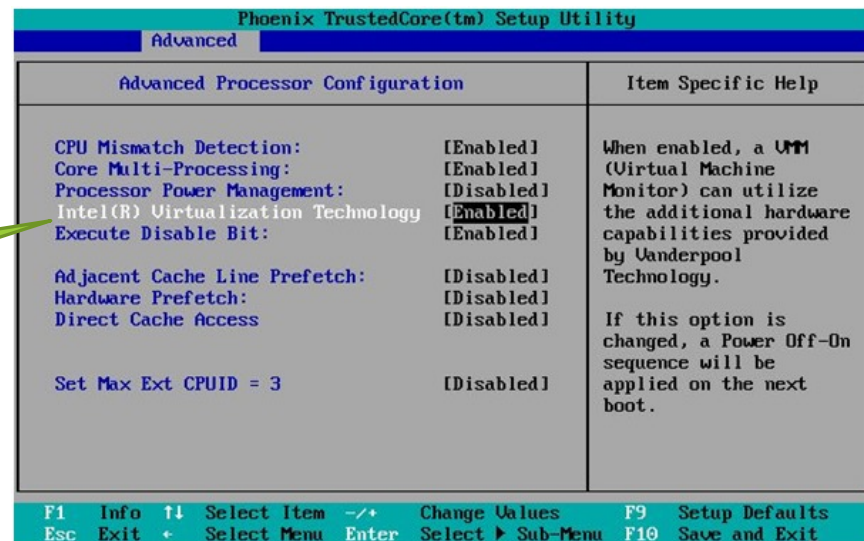 Phoenix TrustedCore(tm) Setup Utility
Advanced
Advanced Processor Configuration
Item Specific Help
CPU Mismatch Detection: [Enabled]
Core Multi-Processing: [Enabled]
Processor Power Management: [Disabled]
Intel(R) Virtualization Technology [Enabled]
Execute Disable Bit: [Enabled]
Adjacent Cache Line Prefetch: [Disabled]
Hardware Prefetch: [Disabled]
Direct Cache Access [Disabled]
Set Max Ext CPUID = 3 [Disabled]
When enabled, a VMM
(Virtual Machine
Monitor) can utilize
the additional hardware
capabilities provided
by Vanderpool
Technology.
If this option is
changed, a Power Off-On
sequence will be
applied on the next
boot.
F1 Info ↑↓ Select Item -/+ Change Values F9 Setup Defaults
Esc Exit ← Select Menu Enter Select ▶ Sub-Menu F10 Save and Exit